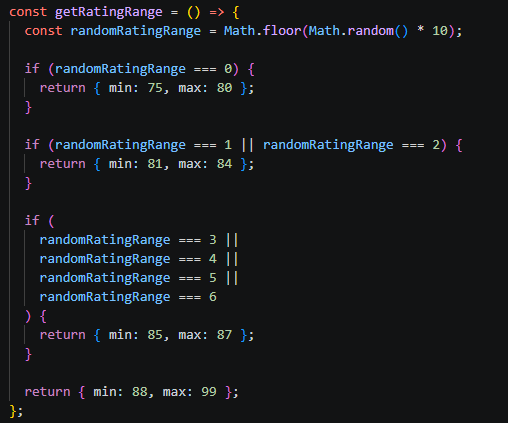 const getRatingRange = () => {
  const randomRatingRange = Math.floor(Math.random() * 10);

  if (randomRatingRange === 0) {
    return { min: 75, max: 80 };
  }

  if (randomRatingRange === 1 || randomRatingRange === 2) {
    return { min: 81, max: 84 };
  }

  if (
    randomRatingRange === 3 ||
    randomRatingRange === 4 ||
    randomRatingRange === 5 ||
    randomRatingRange === 6
  ) {
    return { min: 85, max: 87 };
  }

  return { min: 88, max: 99 };
};